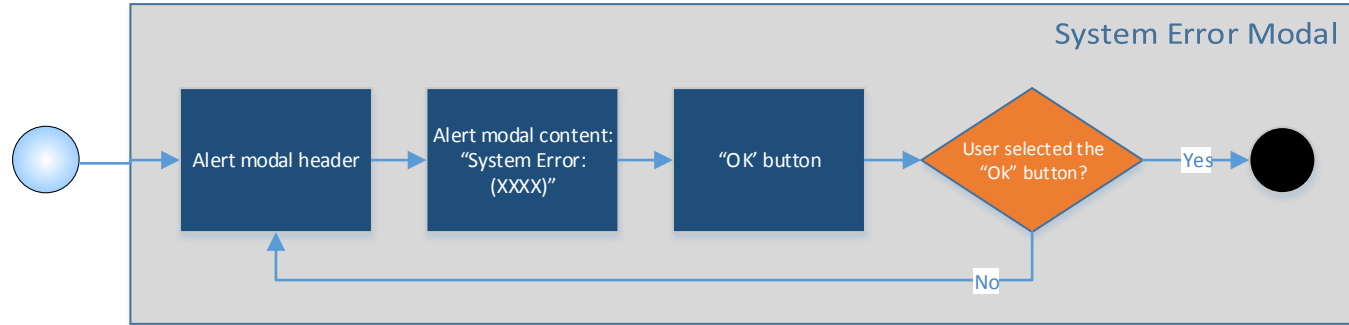 System Error Modal
Alert modal header
Alert modal content:
“System Error:
(XXXX)”
“OK’ button
User selected the
“Ok” button?
Yes
No